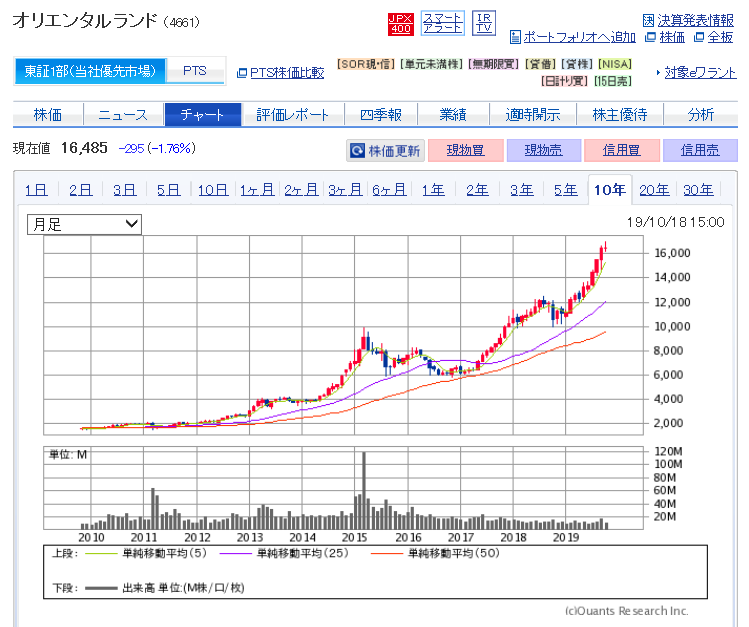 オリエンタルランド (4661)
JPX 400
スマート アラート
IR TV
決算発表情報
ポートフォリオへ追加 株価 全板
東証1部(当社優先市場) PTS PTS株価比較
[SOR現・信] [単元未満株] [無期限買] [貸借] [貸株] [NISA]
[日計り買] [15日売]
対象eワラント
株価 ニュース チャート 評価レポート 四季報 業績 適時開示 株主優待 分析
現在値 16,485 -295 (-1.76%) 株価更新 現物買 現物売 信用買 信用売
1日 2日 3日 5日 10日 1ヶ月 2ヶ月 3ヶ月 6ヶ月 1年 2年 3年 5年 10年 20年 30年
月足 19/10/18 15:00
16,000
14,000
12,000
10,000
8,000
6,000
4,000
2,000
単位: M 120M
100M
80M
60M
40M
20M
2010 2011 2012 2013 2014 2015 2016 2017 2018 2019
上段: 単純移動平均(5) 単純移動平均(25) 単純移動平均(50)
下段: 出来高 単位:(M株/口/枚)
(c)Quants Research Inc.